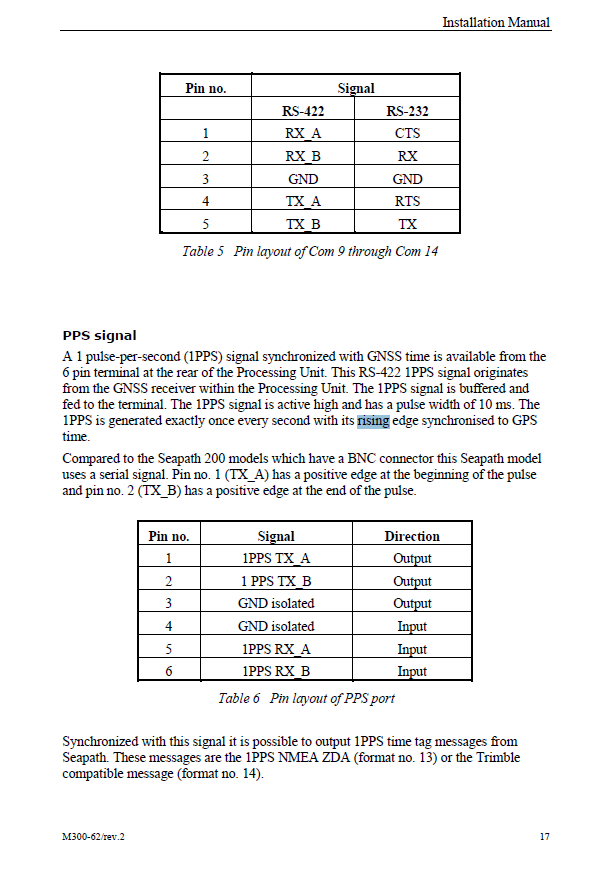 Installation Manual
Pin no. Signal
RS-422 RS-232
1 RX_A CTS
2 RX_B RX
3 GND GND
4 TX_A RTS
5 TX_B TX
Table 5 Pin layout of Com 9 through Com 14
PPS signal
A 1 pulse-per-second (1PPS) signal synchronized with GNSS time is available from the
6 pin terminal at the rear of the Processing Unit. This RS-422 1PPS signal originates
from the GNSS receiver within the Processing Unit. The 1PPS signal is buffered and
fed to the terminal. The 1PPS signal is active high and has a pulse width of 10 ms. The
1PPS is generated exactly once every second with its rising edge synchronised to GPS
time.
Compared to the Seapath 200 models which have a BNC connector this Seapath model
uses a serial signal. Pin no. 1 (TX_A) has a positive edge at the beginning of the pulse
and pin no. 2 (TX_B) has a positive edge at the end of the pulse.
Pin no. Signal Direction
1 1PPS TX_A Output
2 1 PPS TX_B Output
3 GND isolated Output
4 GND isolated Input
5 1PPS RX_A Input
6 1PPS RX_B Input
Table 6 Pin layout of PPS port
Synchronized with this signal it is possible to output 1PPS time tag messages from
Seapath. These messages are the 1PPS NMEA ZDA (format no. 13) or the Trimble
compatible message (format no. 14).
M300-62/rev.2 17